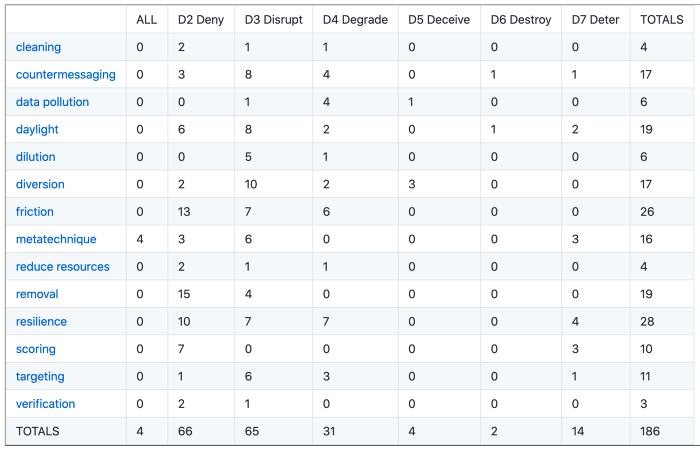 ALL D2 Deny D3 Disrupt D4 Degrade D5 Deceive D6 Destroy D7 Deter TOTALS
cleaning 0 2 1 1 0 0 0 4
countermessaging 0 3 8 4 0 1 1 17
data pollution 0 0 1 4 1 0 0 6
daylight 0 6 8 2 0 1 2 19
dilution 0 0 5 1 0 0 0 6
diversion 0 2 10 2 3 0 0 17
friction 0 13 7 6 0 0 0 26
metatechnique 4 3 6 0 0 0 3 16
reduce resources 0 2 1 1 0 0 0 4
removal 0 15 4 0 0 0 0 19
resilience 0 10 7 7 0 0 4 28
scoring 0 7 0 0 0 0 3 10
targeting 0 1 6 3 0 0 1 11
verification 0 2 1 0 0 0 0 3
TOTALS 4 66 65 31 4 2 14 186